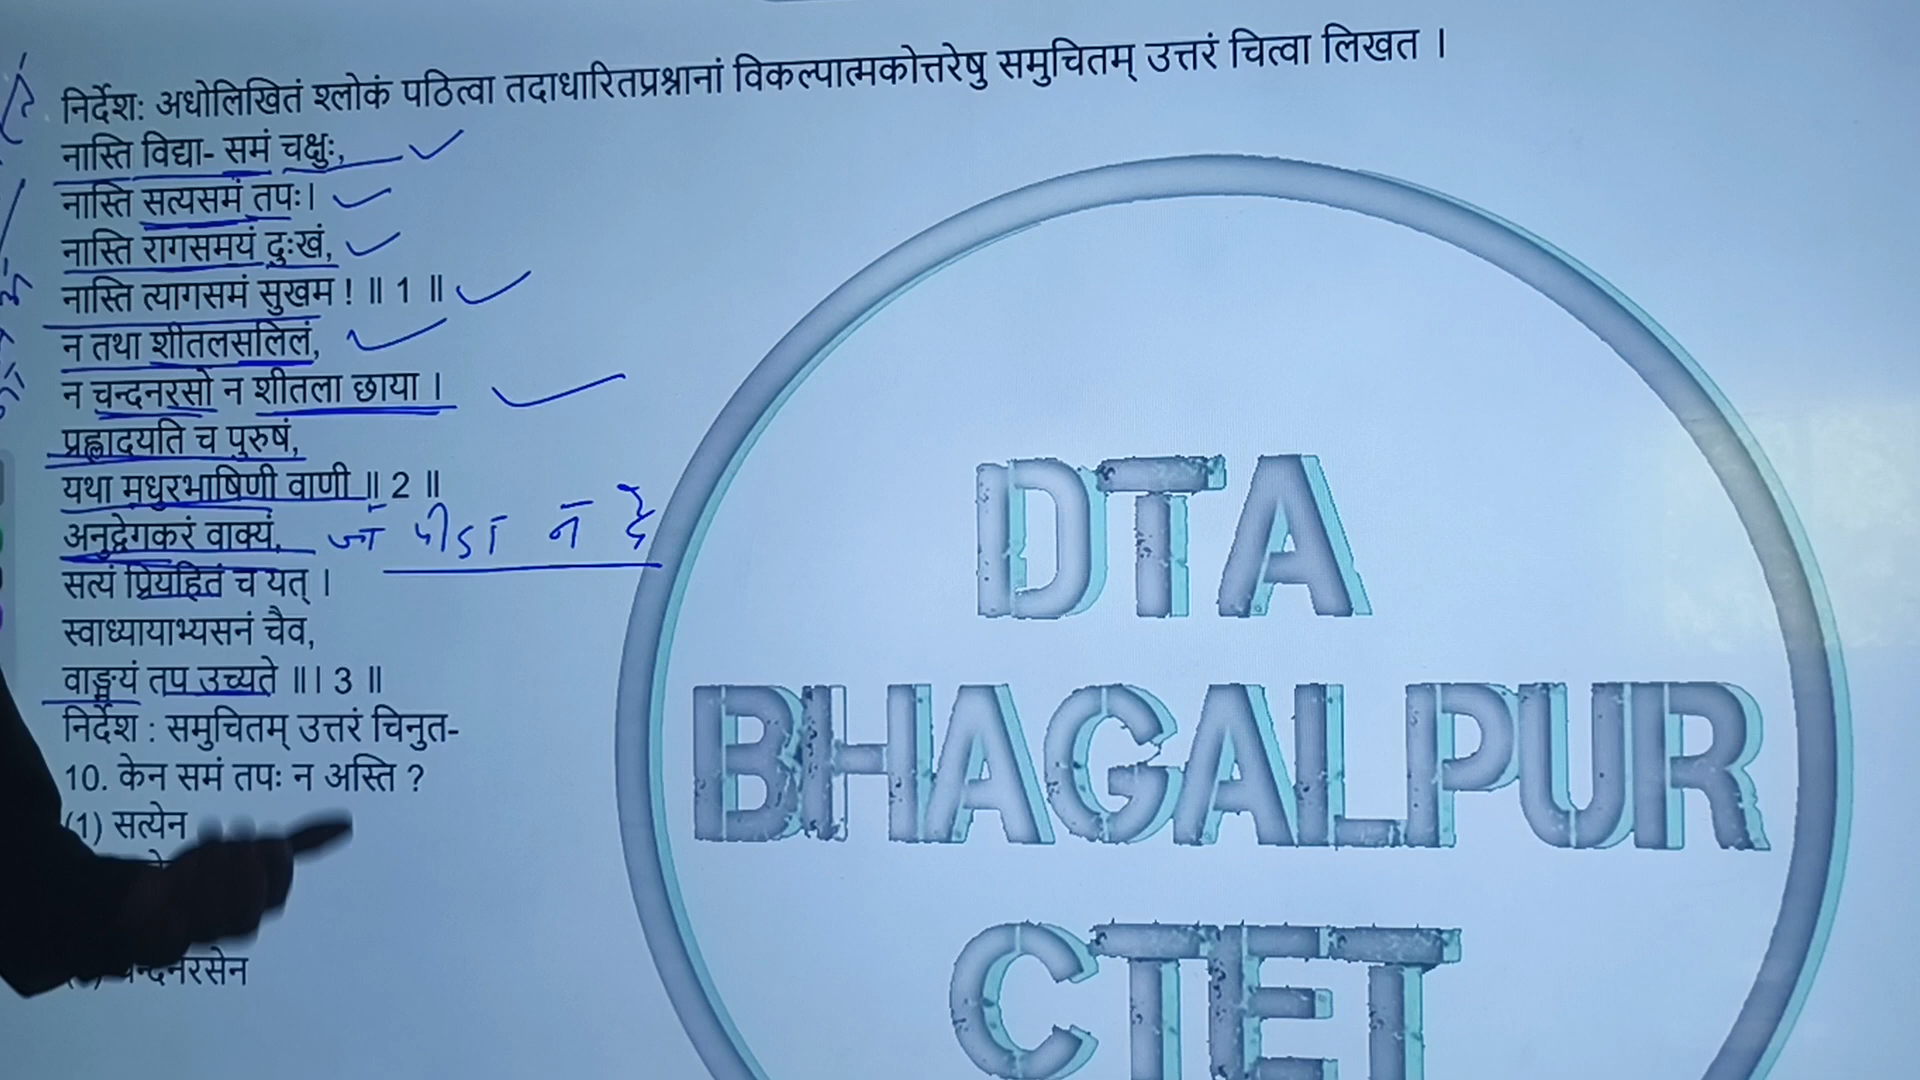 निर्देश: अधोलिखितं श्लोकं पठित्वा तदाधारितप्रश्नानां विकल्पात्मकोत्तरेषु समुचितम् उत्तरं चित्वा लिखत ।
नास्ति विद्या- समं चक्षुः,
नास्ति सत्यसमं तपः।
नास्ति रागसमयं दुःखं,
नास्ति त्यागसमं सुखम ! ॥ 1 ॥
न तथा शीतलसलिलं,
न चन्दनरसो न शीतला छाया ।
प्रह्लादयति च पुरुषं,
यथा मधुरभाषिणी वाणी ॥ 2 ॥
अनुद्वेगकरं वाक्यं, जो पीडा न दे
सत्यं प्रियहितं च यत् ।
स्वाध्यायाभ्यसनं चैव,
वाङ्मयं तप उच्यते ॥। 3 ॥
निर्देश : समुचितम् उत्तरं चिनुत-
10. केन समं तपः न अस्ति ?
(1) सत्येन
चन्दनरसेन
DTA
BHAGALPUR
CTET